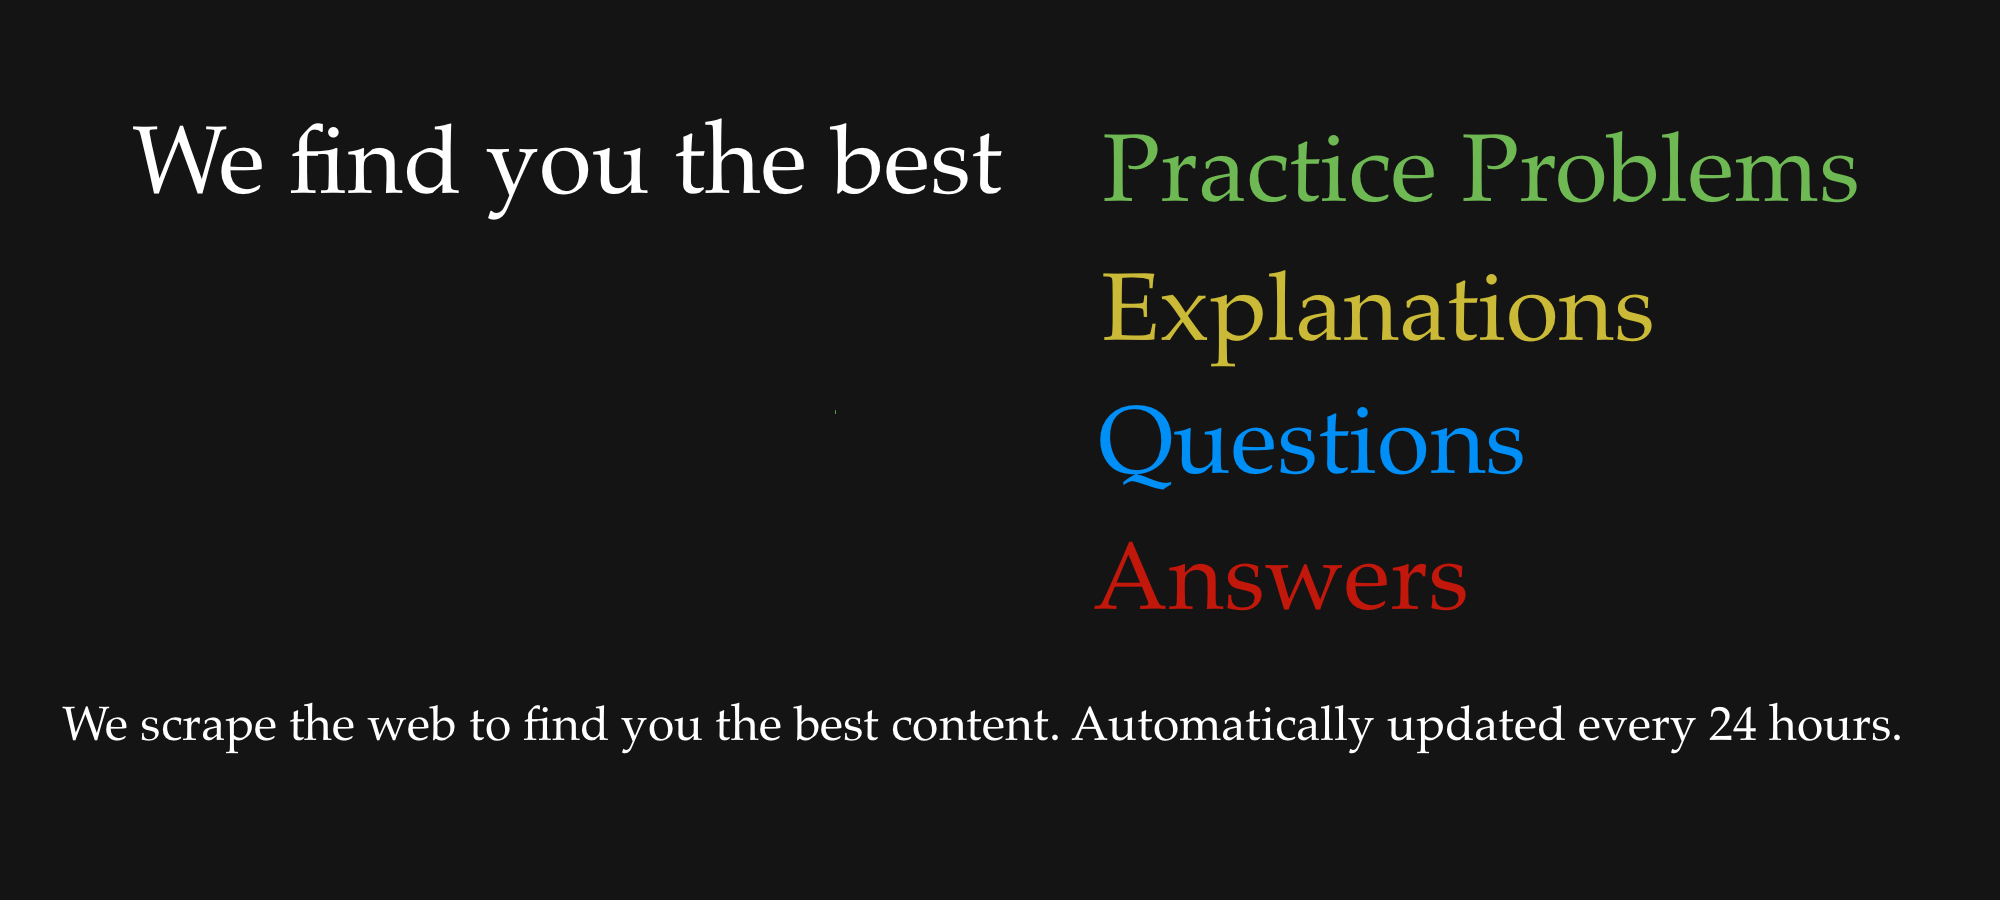 We find you the best
Practice Problems
Explanations
Questions
Answers
We scrape the web to find you the best content. Automatically updated every 24 hours.